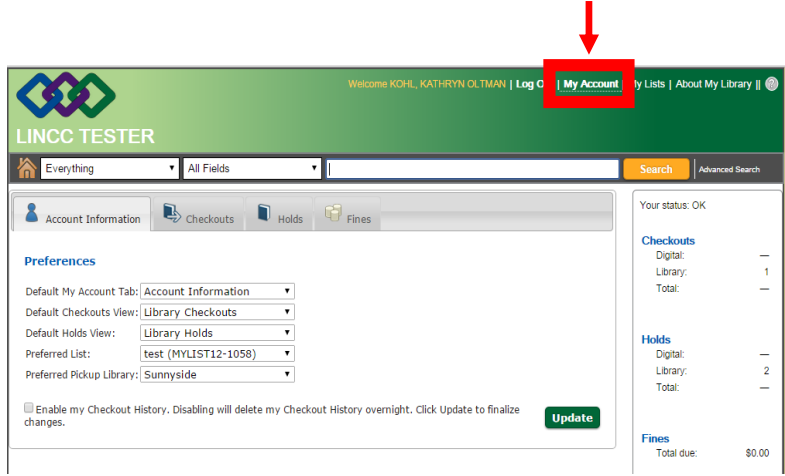 Welcome KOHL, KATHRYN OLTMAN | Log O | My Account y Lists | About My Library ||
LINCC TESTER
Everything All Fields Search Advanced Search
Account Information Checkouts Holds Fines
Preferences
Default My Account Tab: Account Information
Default Checkouts View: Library Checkouts
Default Holds View: Library Holds
Preferred List: test (MYLIST12-1058)
Preferred Pickup Library: Sunnyside
Enable my Checkout History. Disabling will delete my Checkout History overnight. Click Update to finalize
changes.
Update
Your status: OK
Checkouts
Digital: —
Library: 1
Total: —
Holds
Digital: —
Library: 2
Total: —
Fines
Total due: $0.00